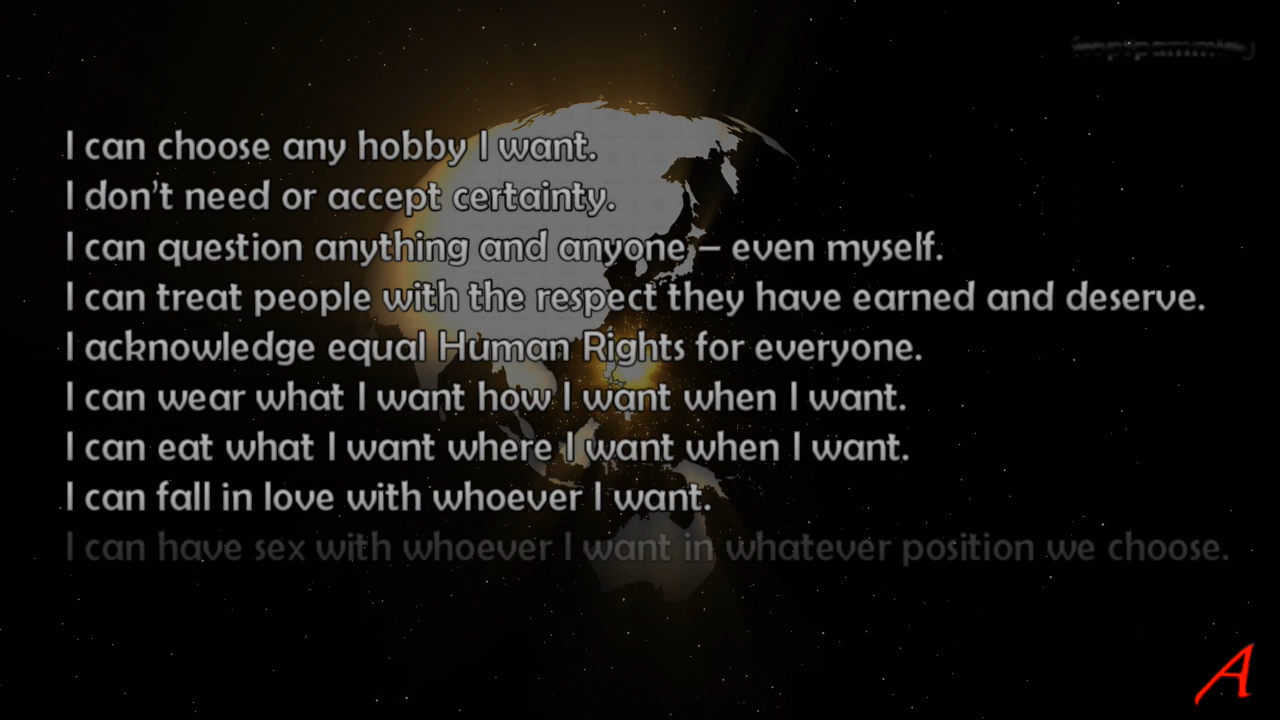 I can choose any hobby I want.
I don’t need or accept certainty.
I can question anything and anyone – even myself.
I can treat people with the respect they have earned and deserve.
I acknowledge equal Human Rights for everyone.
I can wear what I want how I want when I want.
I can eat what I want where I want when I want.
I can fall in love with whoever I want.
I can have sex with whoever I want in whatever position we choose.
A